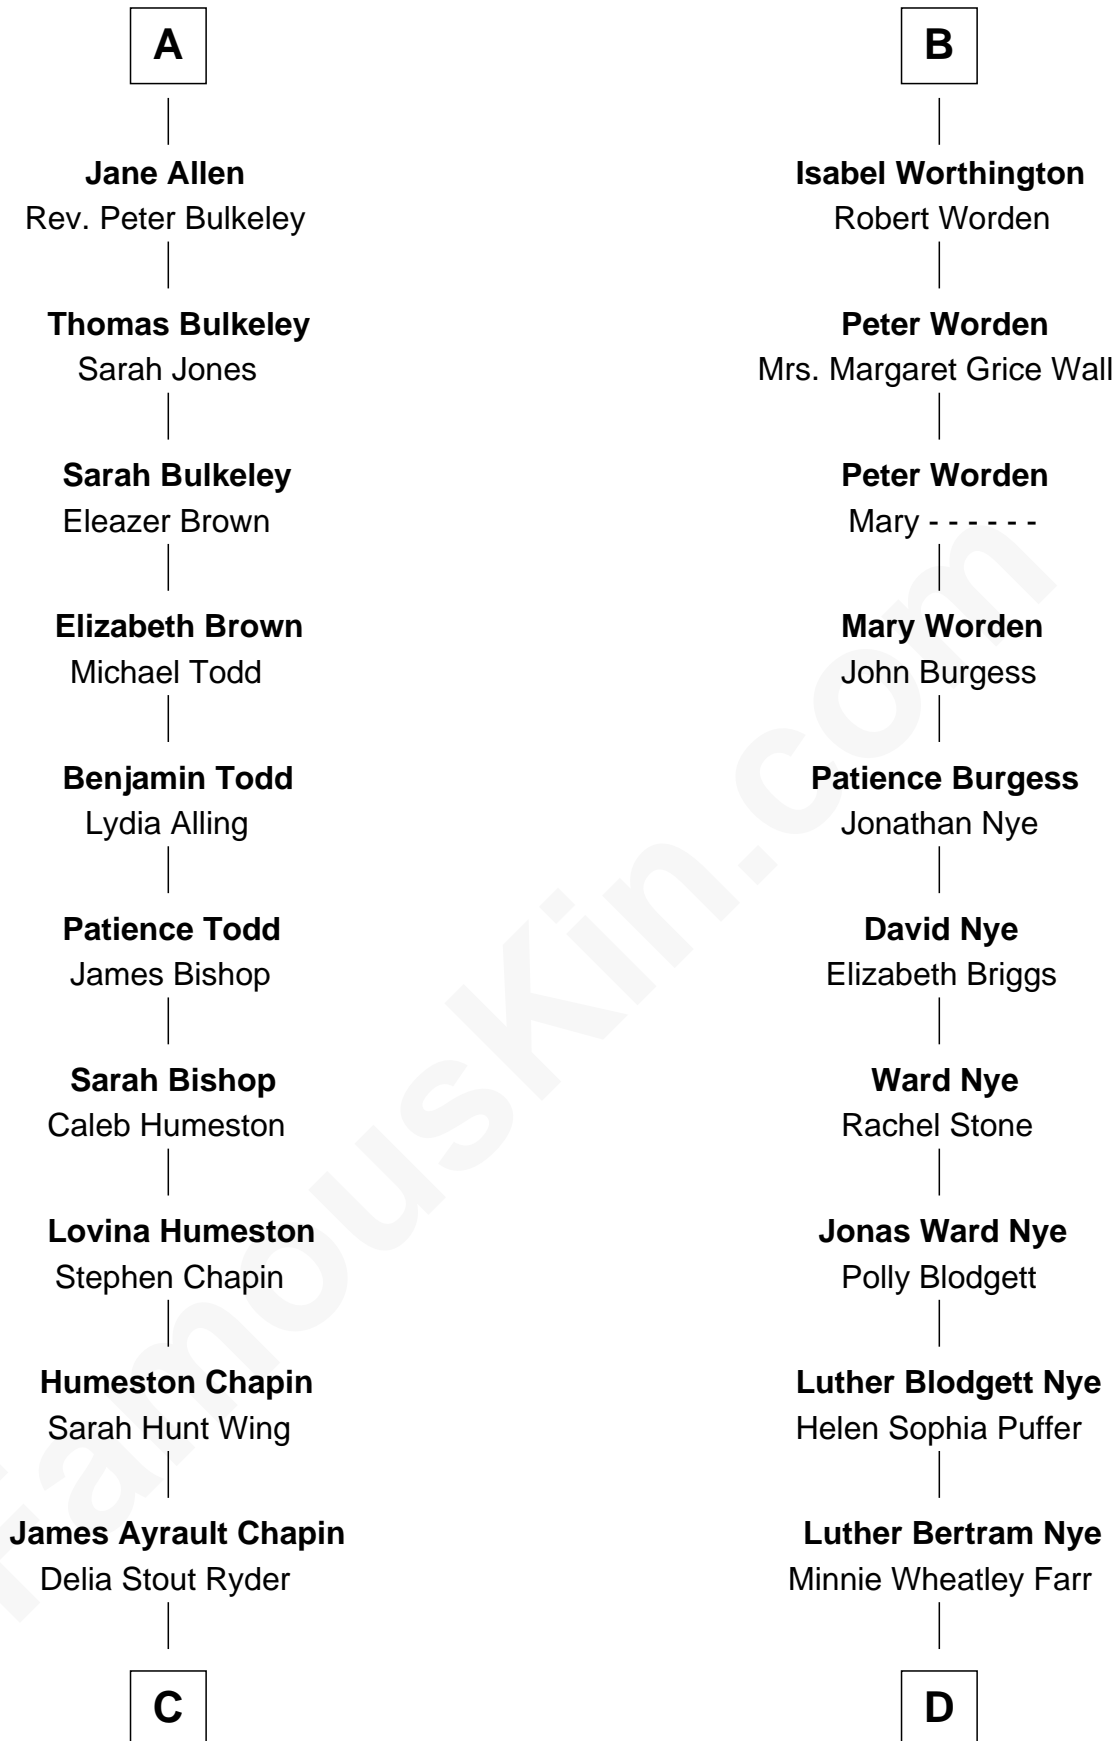 A
Jane Allen
Rev. Peter Bulkeley
Thomas Bulkeley
Sarah Jones
Sarah Bulkeley
Eleazer Brown
Elizabeth Brown
Michael Todd
Benjamin Todd
Lydia Alling
Patience Todd
James Bishop
Sarah Bishop
Caleb Humeston
Lovina Humeston
Stephen Chapin
Humeston Chapin
Sarah Hunt Wing
James Ayrault Chapin
Delia Stout Ryder
C
B
Isabel Worthington
Robert Worden
Peter Worden
Mrs. Margaret Grice Wall
Peter Worden
Mary - - - - - -
Mary Worden
John Burgess
Patience Burgess
Jonathan Nye
David Nye
Elizabeth Briggs
Ward Nye
Rachel Stone
Jonas Ward Nye
Polly Blodgett
Luther Blodgett Nye
Helen Sophia Puffer
Luther Bertram Nye
Minnie Wheatley Farr
D
FamousKin.com